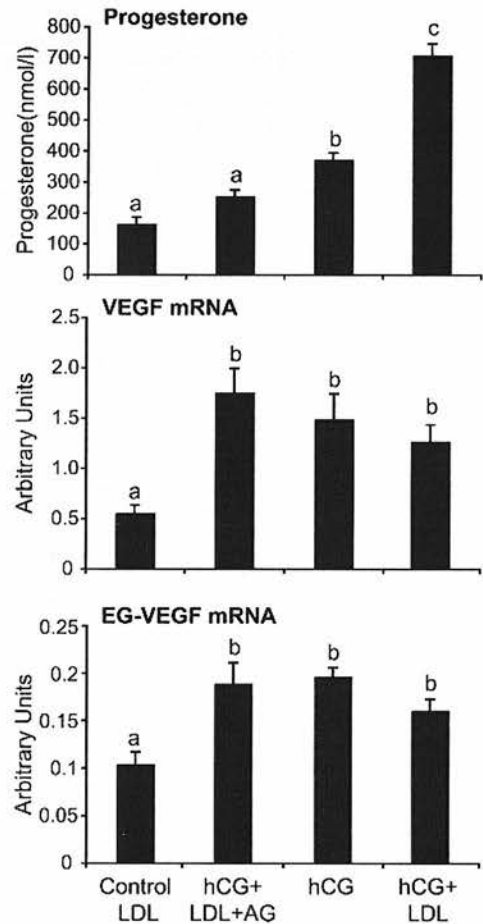 Progesterone
Progesterone(nmol/l)
800
700
600
500
400
300
200
100
0
a
a
b
c
VEGF mRNA
Arbitrary Units
2.5
2.0
1.5
1.0
0.5
0
a
b
b
b
EG-VEGF mRNA
Arbitrary Units
0.25
0.2
0.15
0.1
0.05
0
a
b
b
b
Control hCG+ hCG hCG+
LDL LDL+AG LDL